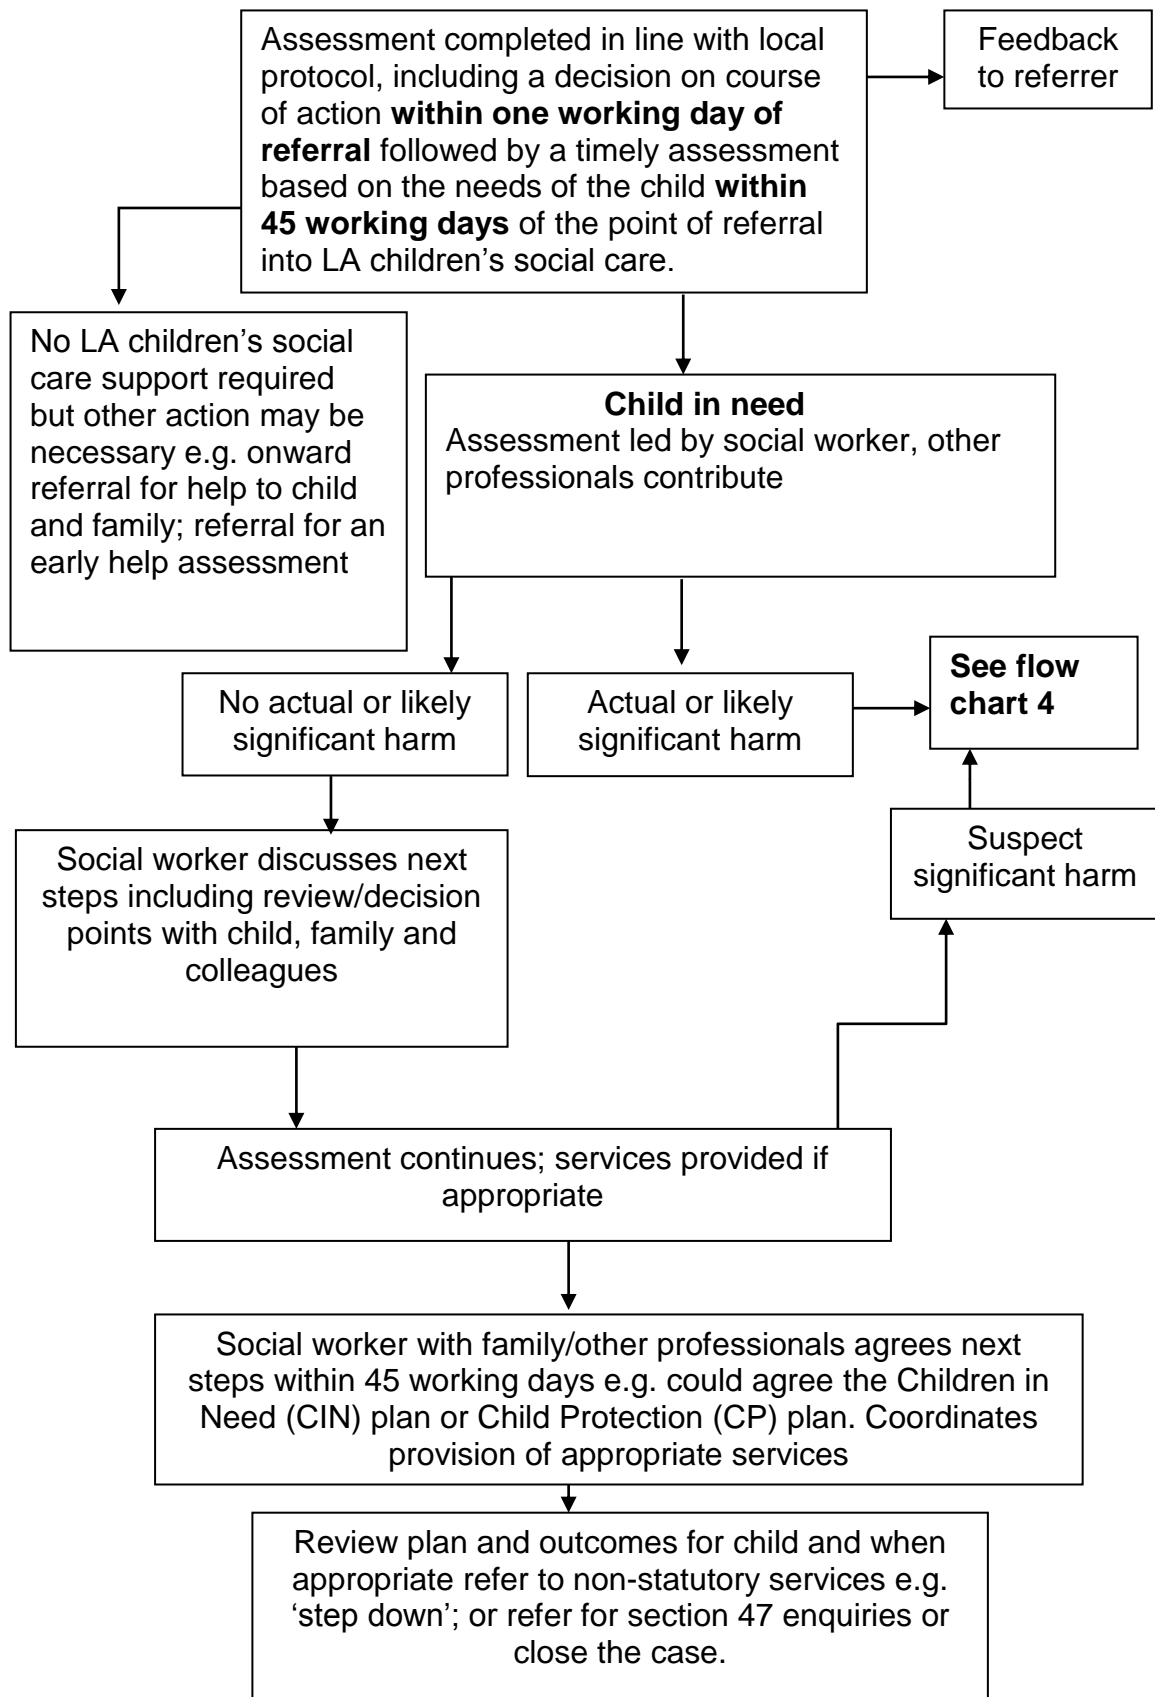 Assessment completed in line with local
protocol, including a decision on course
of action within one working day of
referral followed by a timely assessment
based on the needs of the child within
45 working days of the point of referral
into LA children’s social care.
Feedback
to referrer
No LA children’s social
care support required
but other action may be
necessary e.g. onward
referral for help to child
and family; referral for an
early help assessment
Child in need
Assessment led by social worker, other
professionals contribute
No actual or likely
significant harm
Actual or likely
significant harm
See flow
chart 4
Suspect
significant harm
Social worker discusses next
steps including review/decision
points with child, family and
colleagues
Assessment continues; services provided if
appropriate
Social worker with family/other professionals agrees next
steps within 45 working days e.g. could agree the Children in
Need (CIN) plan or Child Protection (CP) plan. Coordinates
provision of appropriate services
Review plan and outcomes for child and when
appropriate refer to non-statutory services e.g.
‘step down’; or refer for section 47 enquiries or
close the case.